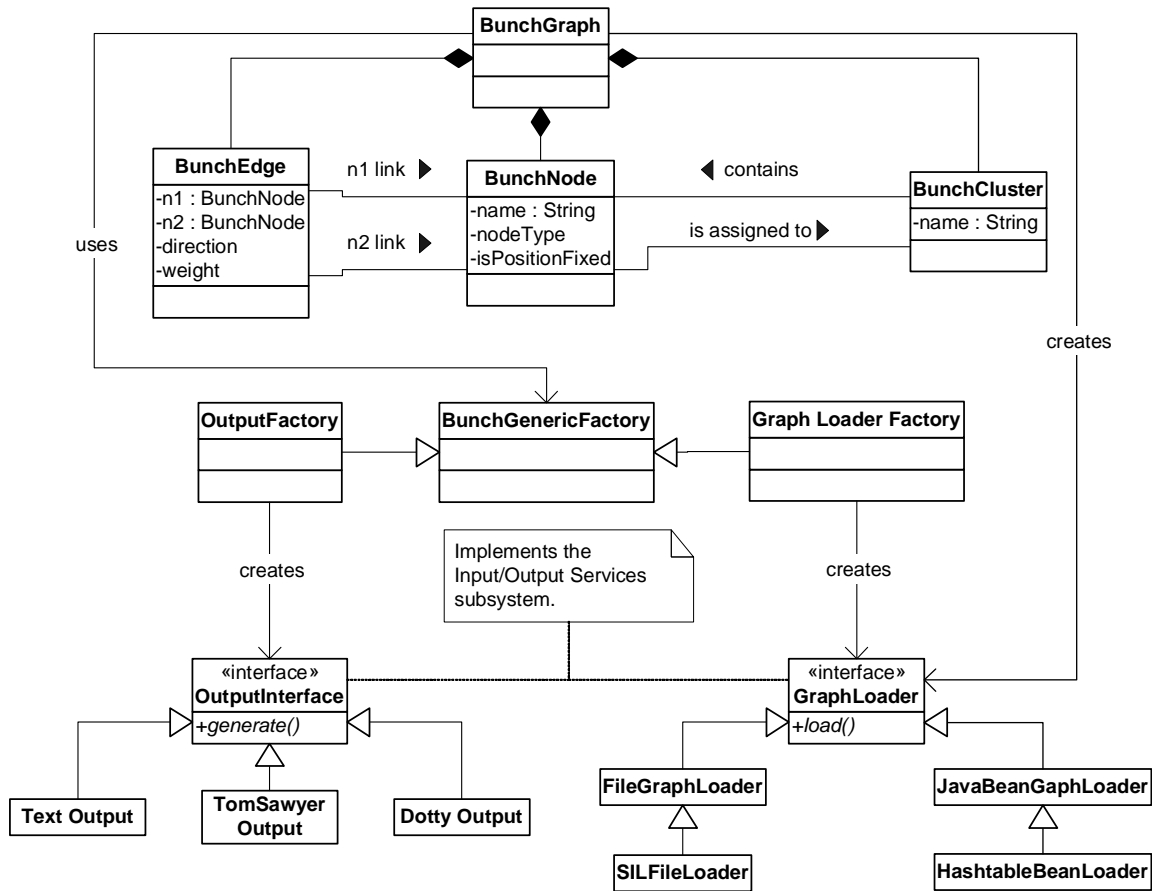 BunchGraph
BunchEdge
-n1 : BunchNode
-n2 : BunchNode
-direction
-weight
n1 link
n2 link
BunchNode
-name : String
-nodeType
-isPositionFixed
contains
is assigned to
BunchCluster
-name : String
uses
creates
OutputFactory
BunchGenericFactory
Graph Loader Factory
creates
Implements the
Input/Output Services
subsystem.
creates
«interface»
OutputInterface
+generate()
«interface»
GraphLoader
+load()
Text Output
TomSawyer
Output
Dotty Output
FileGraphLoader
JavaBeanGaphLoader
SILFileLoader
HashtableBeanLoader